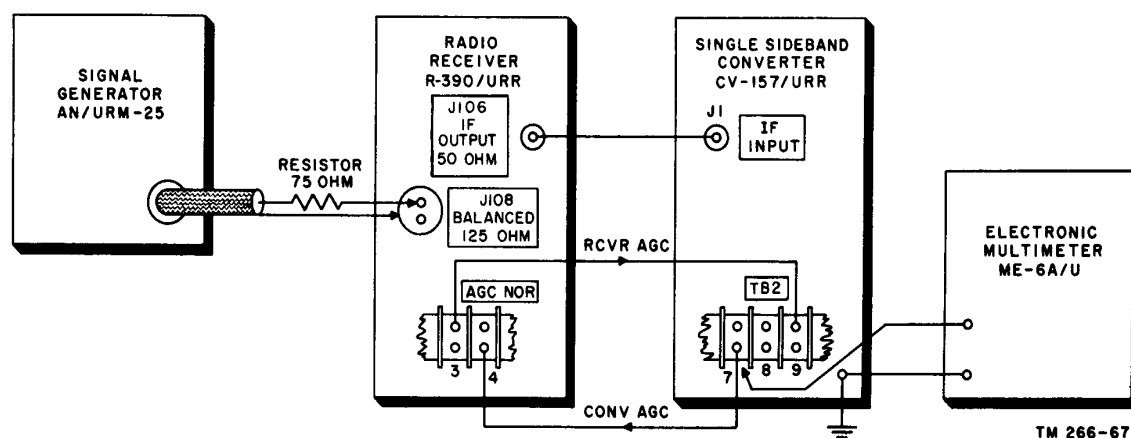 SIGNAL
GENERATOR
AN/URM-25
RESISTOR
75 OHM
RADIO
RECEIVER
R-390/URR
J106
IF
OUTPUT
50 OHM
J108
BALANCED
125 OHM
RCVR AGC
AGC NOR
3 4
CONV AGC
SINGLE SIDEBAND
CONVERTER
CV-157/URR
J1
IF
INPUT
TB2
7 8 9
ELECTRONIC
MULTIMETER
ME-6A/U
TM 266-67